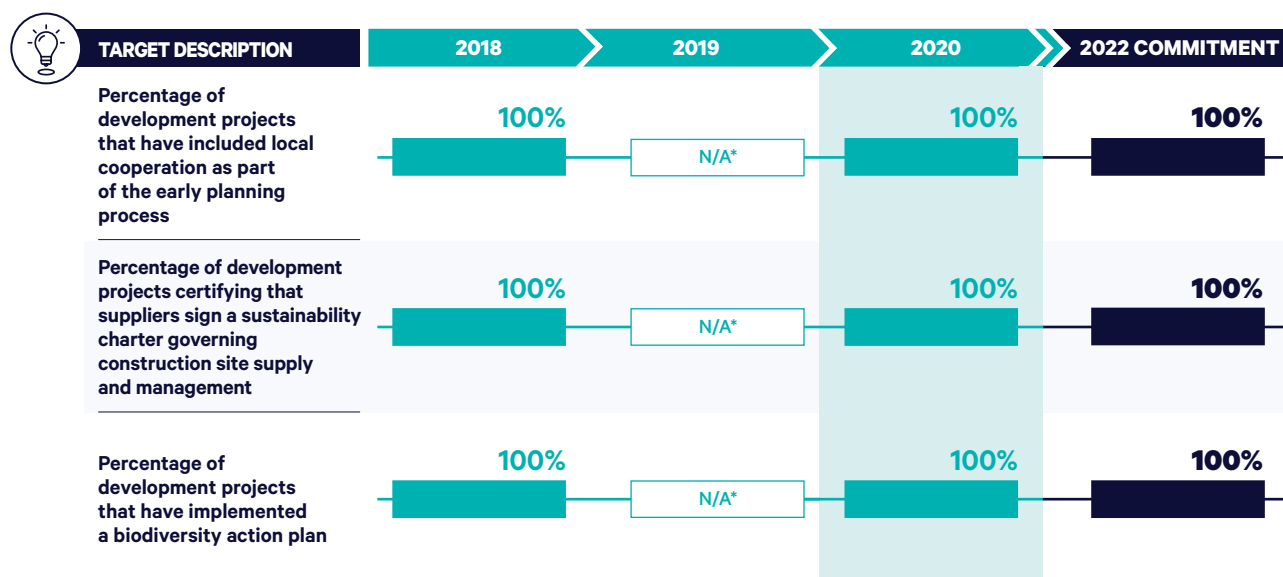 TARGET DESCRIPTION 2018 2019 2020 2022 COMMITMENT
Percentage of
development projects
that have included local
cooperation as part
of the early planning
process
100% N/A* 100% 100%
Percentage of development
projects certifying that
suppliers sign a sustainability
charter governing
construction site supply
and management
100% N/A* 100% 100%
Percentage of
development projects
that have implemented
a biodiversity action plan
100% N/A* 100% 100%